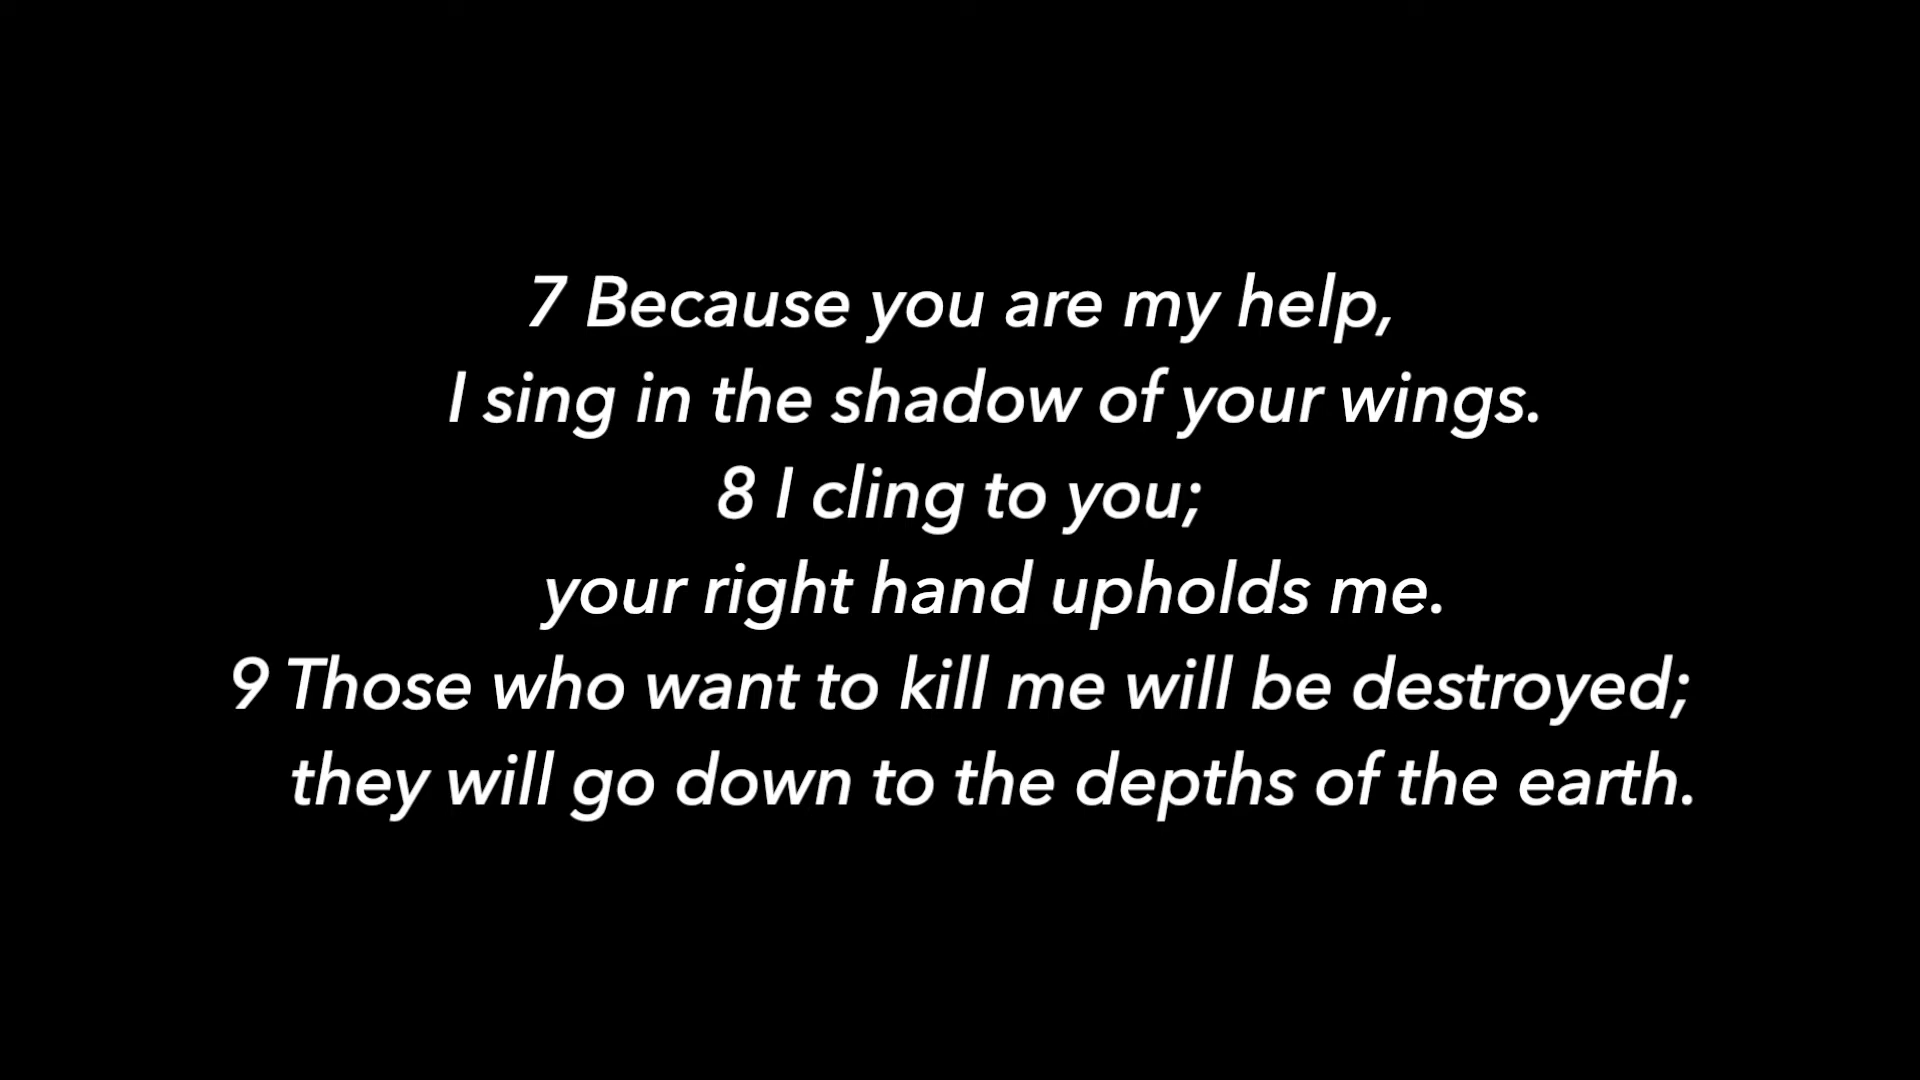 7 Because you are my help,
I sing in the shadow of your wings.
8 I cling to you;
your right hand upholds me.
9 Those who want to kill me will be destroyed;
they will go down to the depths of the earth.